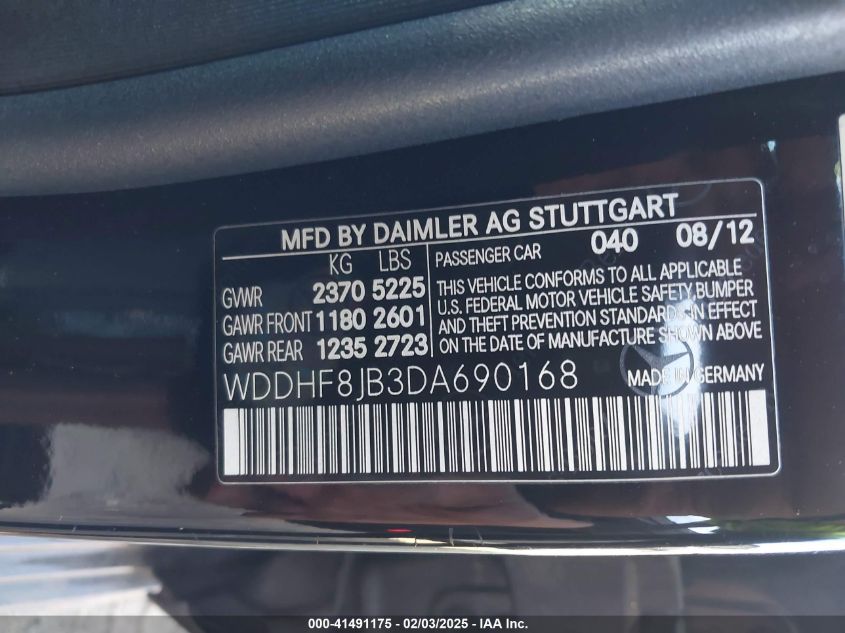 MFD BY DAIMLER AG STUTTGART
KG LBS
PASSENGER CAR 040 08/12
GVWR 2370 5225
GAWR FRONT 1180 2601
GAWR REAR 1235 2723
THIS VEHICLE CONFORMS TO ALL APPLICABLE
U.S. FEDERAL MOTOR VEHICLE SAFETY, BUMPER
AND THEFT PREVENTION STANDARDS IN EFFECT
ON THE DATE OF MANUFACTURE SHOWN ABOVE
WDDHF8JB3DA690168
MADE IN GERMANY
000-41491175 — 02/03/2025 — IAA Inc.